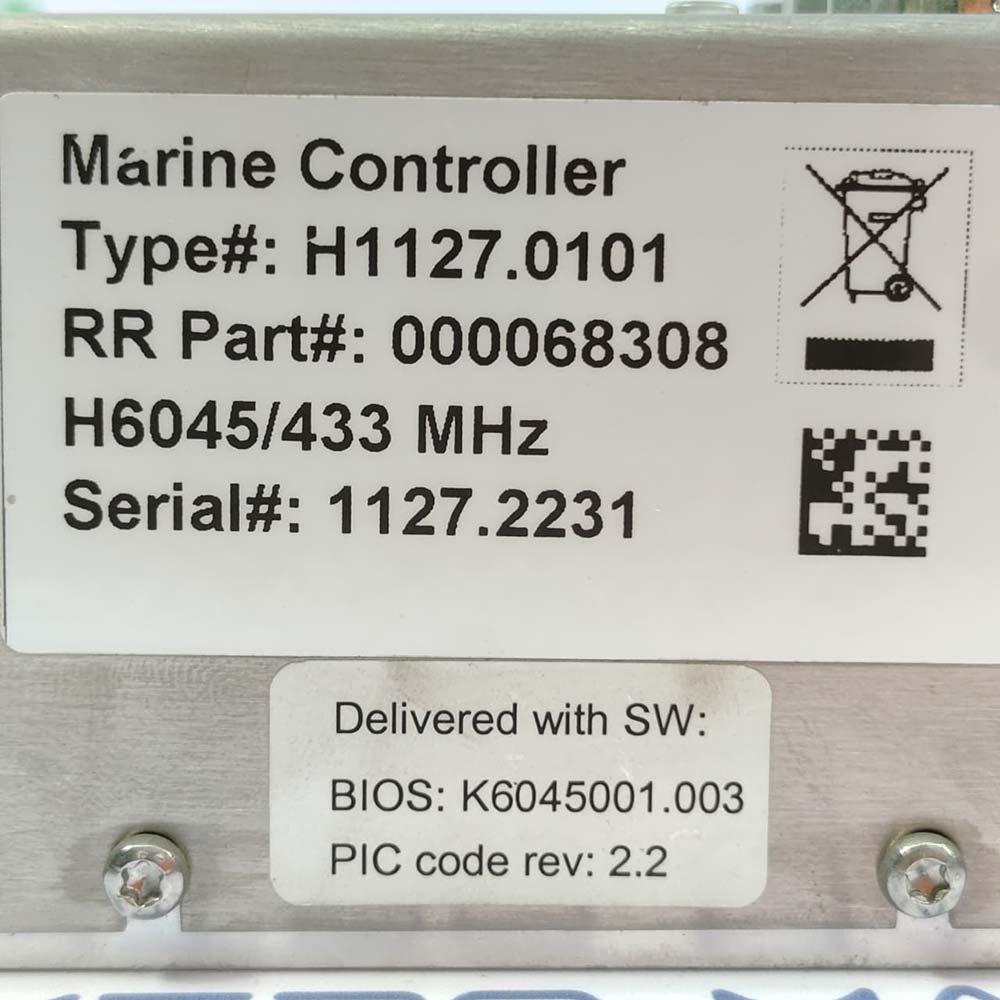 Marine Controller
Type#: H1127.0101
RR Part#: 000068308
H6045/433 MHz
Serial#: 1127.2231
Delivered with SW:
BIOS: K6045001.003
PIC code rev: 2.2